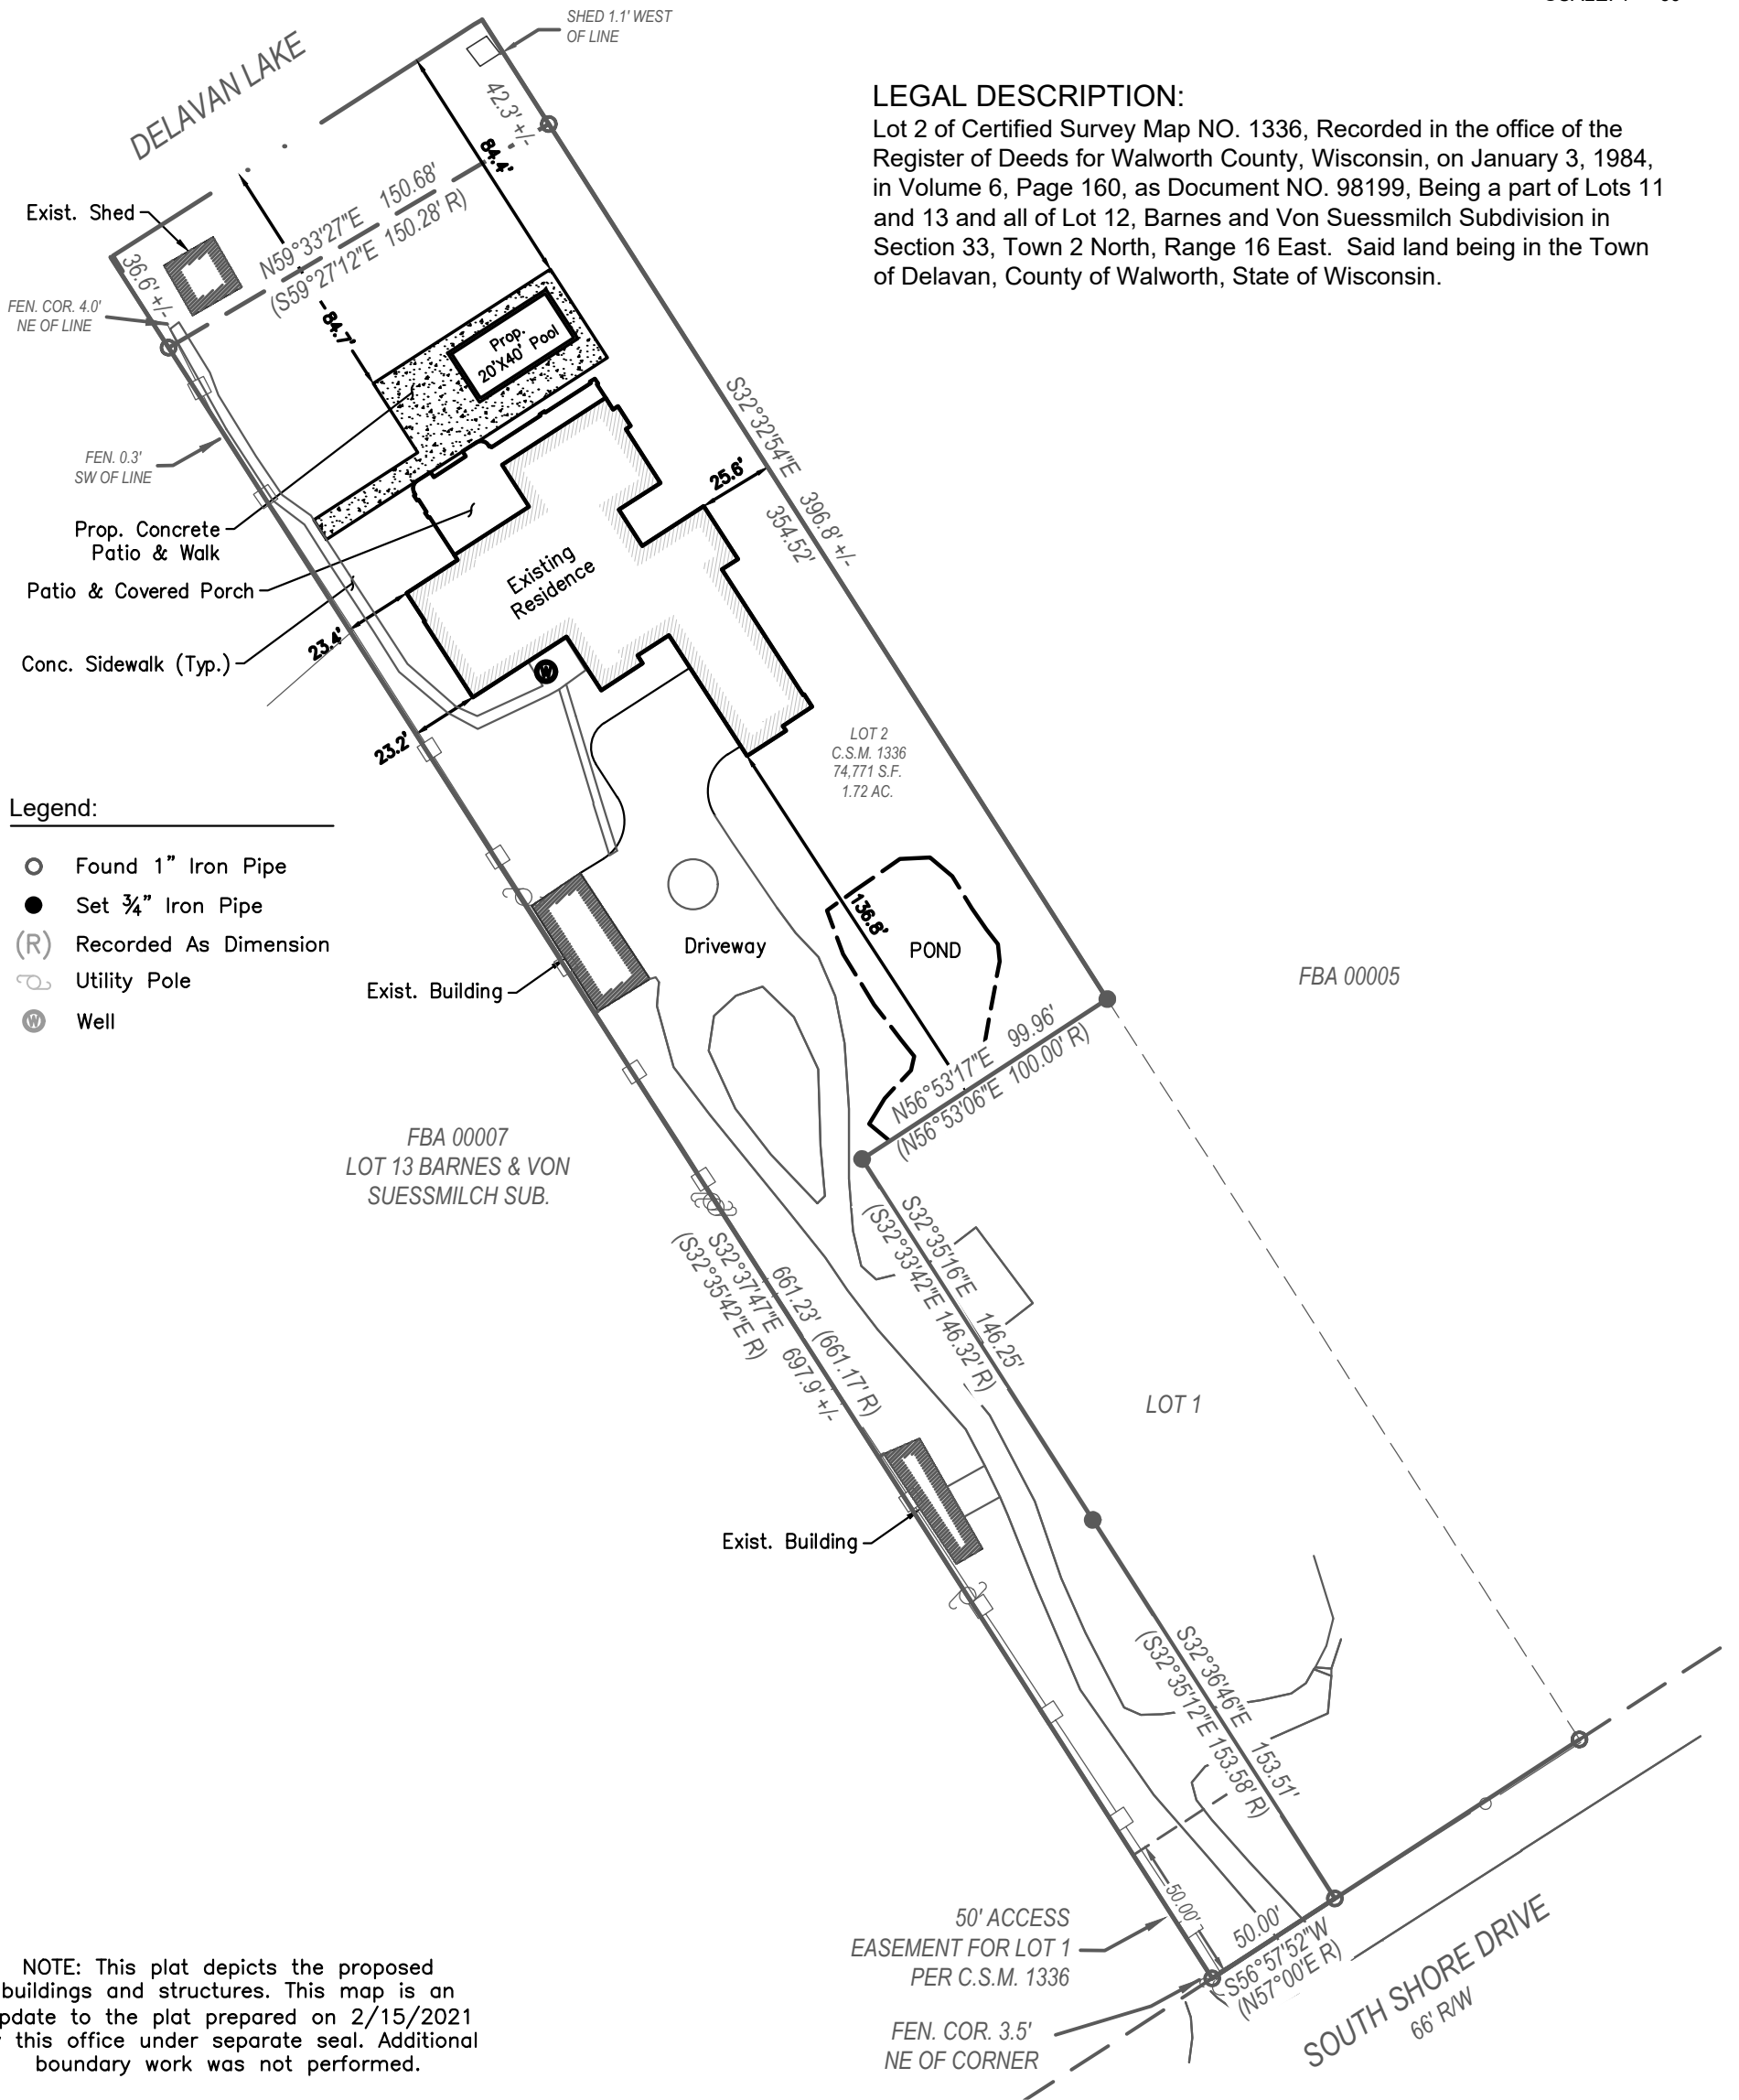 SHED 1.1' WEST
OF LINE
DELAVAN LAKE
42.3' +/-
84.4'
LEGAL DESCRIPTION:
Lot 2 of Certified Survey Map NO. 1336, Recorded in the office of the
Register of Deeds for Walworth County, Wisconsin, on January 3, 1984,
in Volume 6, Page 160, as Document NO. 98199, Being a part of Lots 11
and 13 and all of Lot 12, Barnes and Von Suessmilch Subdivision in
Section 33, Town 2 North, Range 16 East. Said land being in the Town
of Delavan, County of Walworth, State of Wisconsin.
Exist. Shed
N59°33'27"E 150.68'
(S59°27'12"E 150.28' R)
36.6' +/-
FEN. COR. 4.0'
NE OF LINE
84.7'
Prop.
20'X40' Pool
FEN. 0.3'
SW OF LINE
S32°32'54"E 396.8' +/-
354.52'
25.6'
Prop. Concrete
Patio & Walk
Patio & Covered Porch
Existing
Residence
Conc. Sidewalk (Typ.)
23.4'
23.2'
LOT 2
C.S.M. 1336
74,771 S.F.
1.72 AC.
Legend:
Found 1" Iron Pipe
Set ¾" Iron Pipe
(R) Recorded As Dimension
Utility Pole
W Well
W
136.8'
Driveway
POND
Exist. Building
FBA 00005
N56°53'17"E 99.96'
(N56°53'06"E 100.00' R)
FBA 00007
LOT 13 BARNES & VON
SUESSMILCH SUB.
S32°35'16"E 146.25'
(S32°33'42"E 146.32' R)
661.23' (661.17' R)
S32°37'47"E 697.9' +/-
(S32°35'42"E R)
LOT 1
Exist. Building
S32°36'46"E 153.51'
(S32°35'12"E 153.58' R)
50.00'
50' ACCESS
EASEMENT FOR LOT 1
PER C.S.M. 1336
50.00'
S56°57'52"W
(N57°00'E R)
FEN. COR. 3.5'
NE OF CORNER
SOUTH SHORE DRIVE
66' R/W
NOTE: This plat depicts the proposed
buildings and structures. This map is an
pdate to the plat prepared on 2/15/2021
this office under separate seal. Additional
boundary work was not performed.